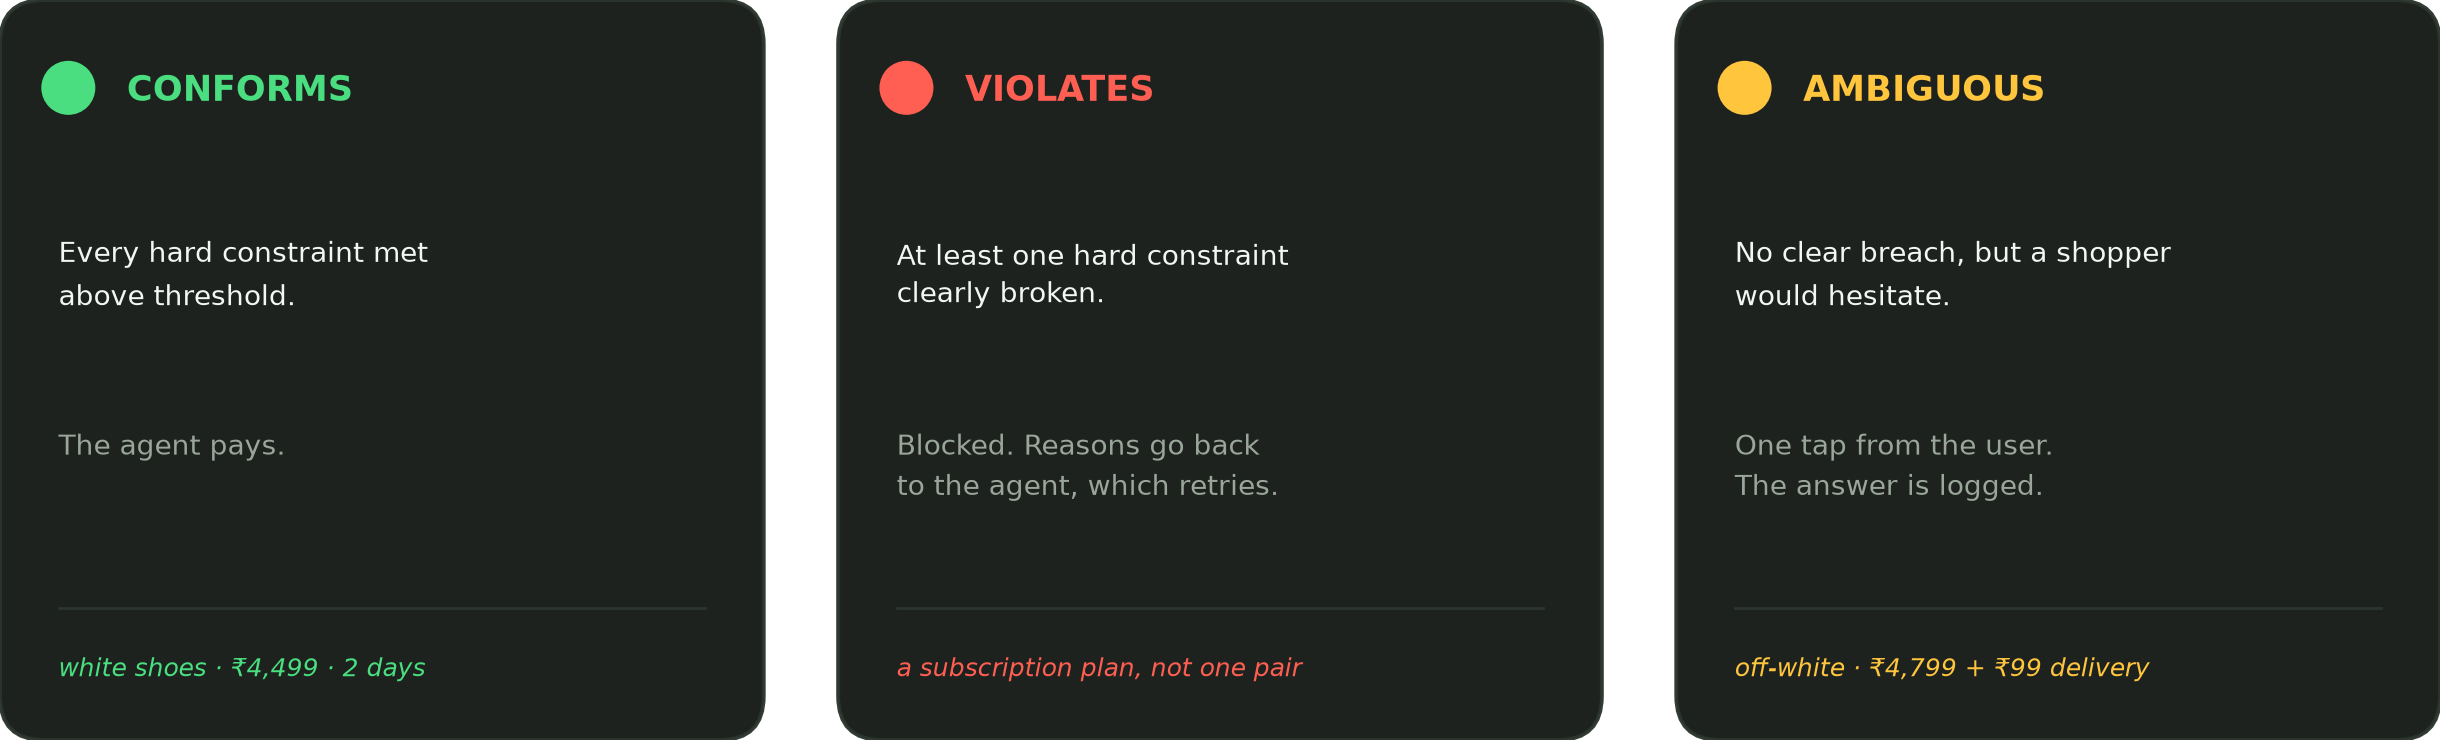 CONFORMS
Every hard constraint met
above threshold.
The agent pays.
white shoes · ₹4,499 · 2 days
VIOLATES
At least one hard constraint
clearly broken.
Blocked. Reasons go back
to the agent, which retries.
a subscription plan, not one pair
AMBIGUOUS
No clear breach, but a shopper
would hesitate.
One tap from the user.
The answer is logged.
off-white · ₹4,799 + ₹99 delivery